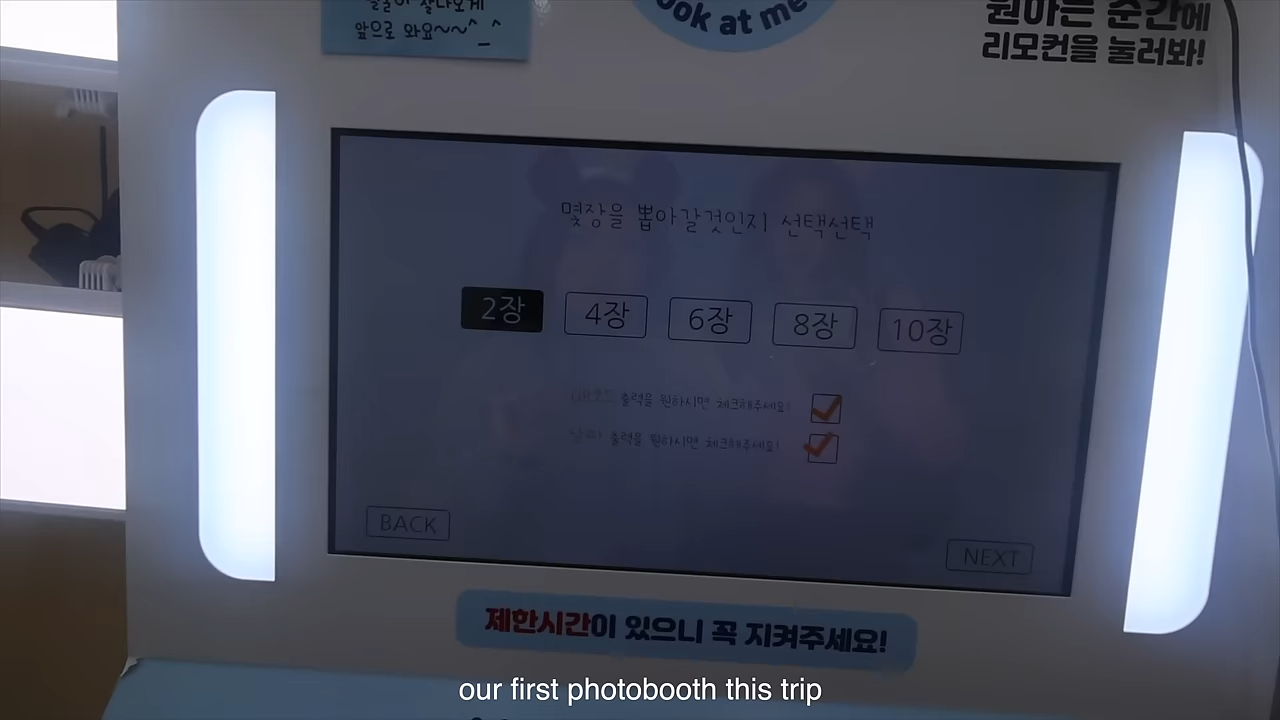 앞으로 와요~~^_^
ook at me
순간에
리모컨을 눌러봐!
몇장을 뽑아갈것인지 선택선택
2장
4장
6장
8장
10장
출력을 원하시면 체크해주세요!
출력을 원하시면 체크해주세요!
BACK
NEXT
제한시간이 있으니 꼭 지켜주세요!
our first photobooth this trip